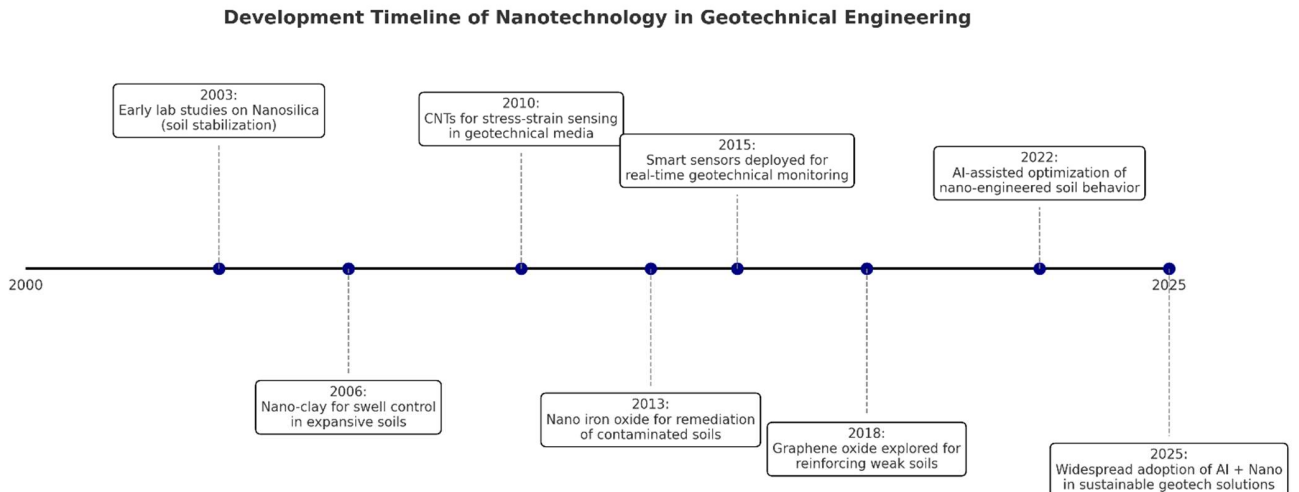 Development Timeline of Nanotechnology in Geotechnical Engineering
2003:
Early lab studies on Nanosilica
(soil stabilization)
2010:
CNTs for stress-strain sensing
in geotechnical media
2015:
Smart sensors deployed for
real-time geotechnical monitoring
2022:
AI-assisted optimization of
nano-engineered soil behavior
2000
2025
2006:
Nano-clay for swell control
in expansive soils
2013:
Nano iron oxide for remediation
of contaminated soils
2018:
Graphene oxide explored for
reinforcing weak soils
2025:
Widespread adoption of AI + Nano
in sustainable geotech solutions